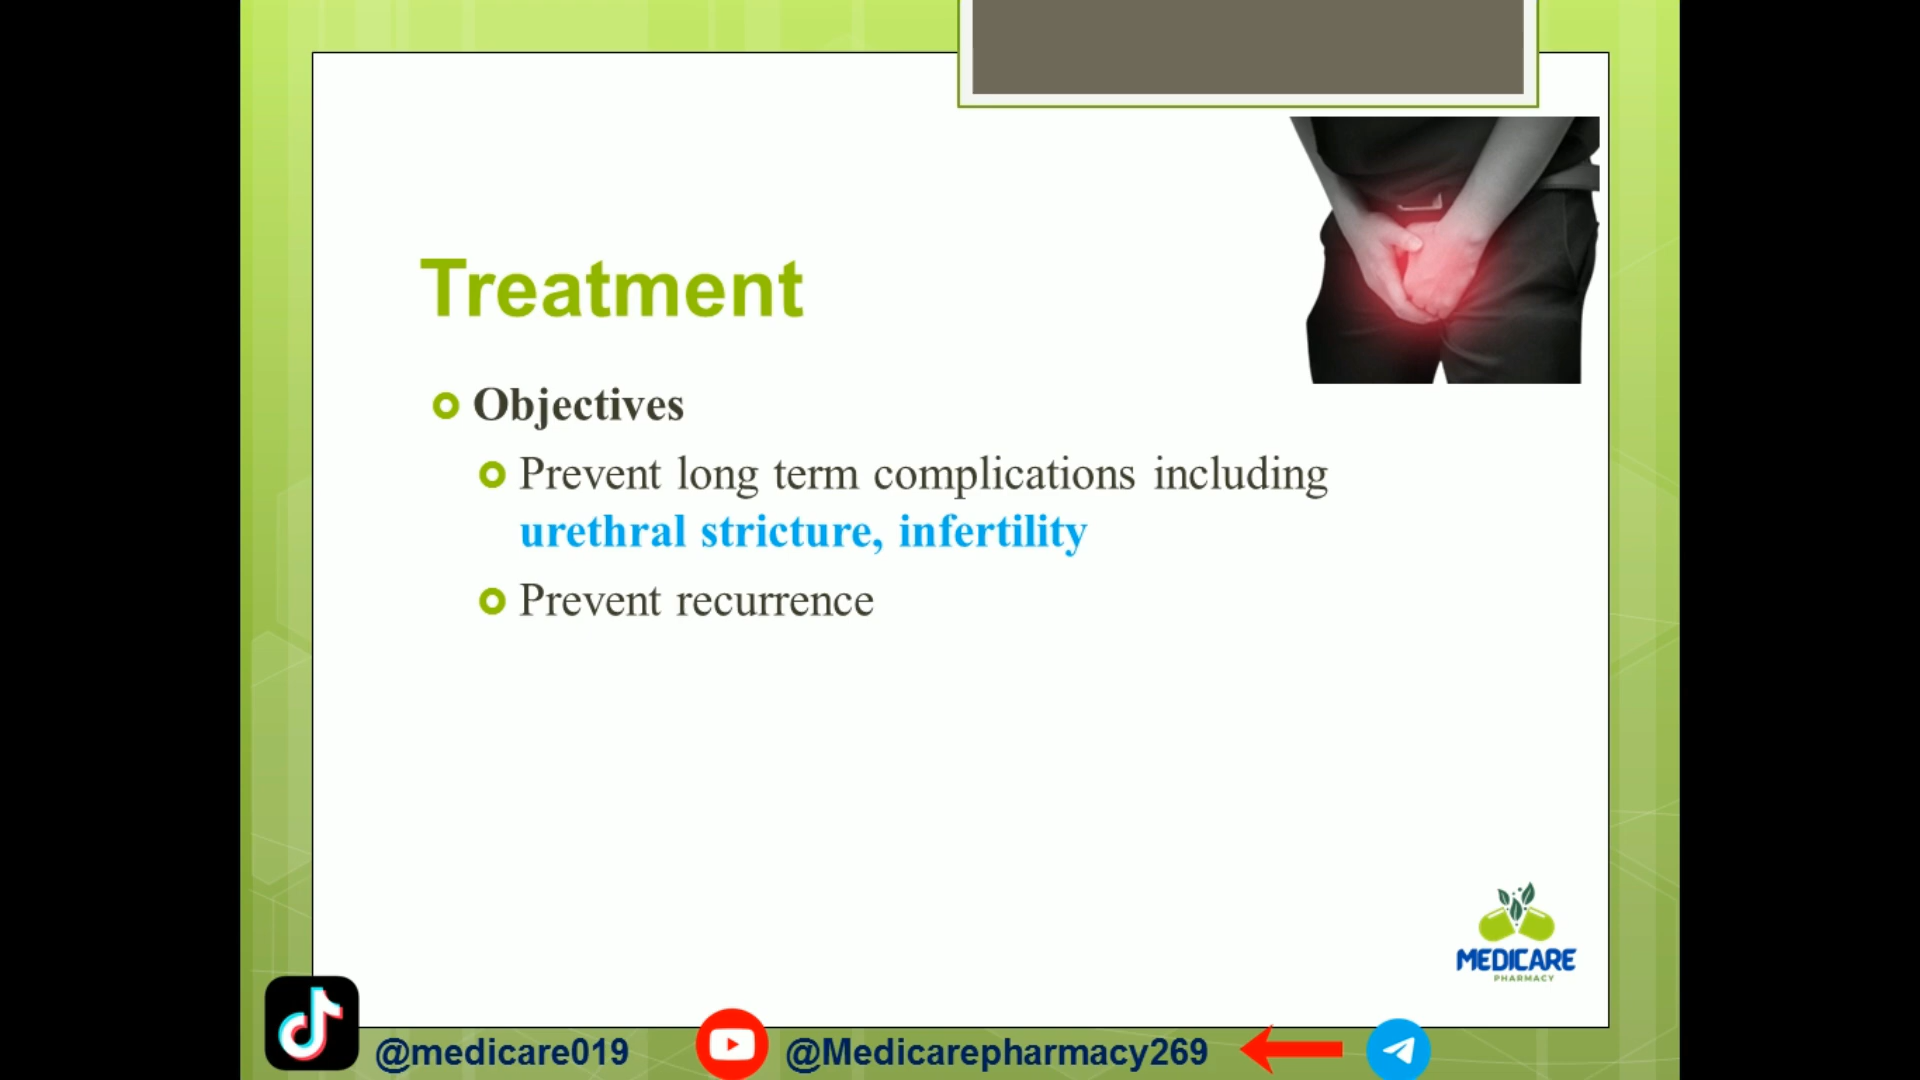 Treatment
Objectives
Prevent long term complications including
urethral stricture, infertility
Prevent recurrence
MEDICARE
PHARMACY
@medicare019
@Medicarepharmacy269